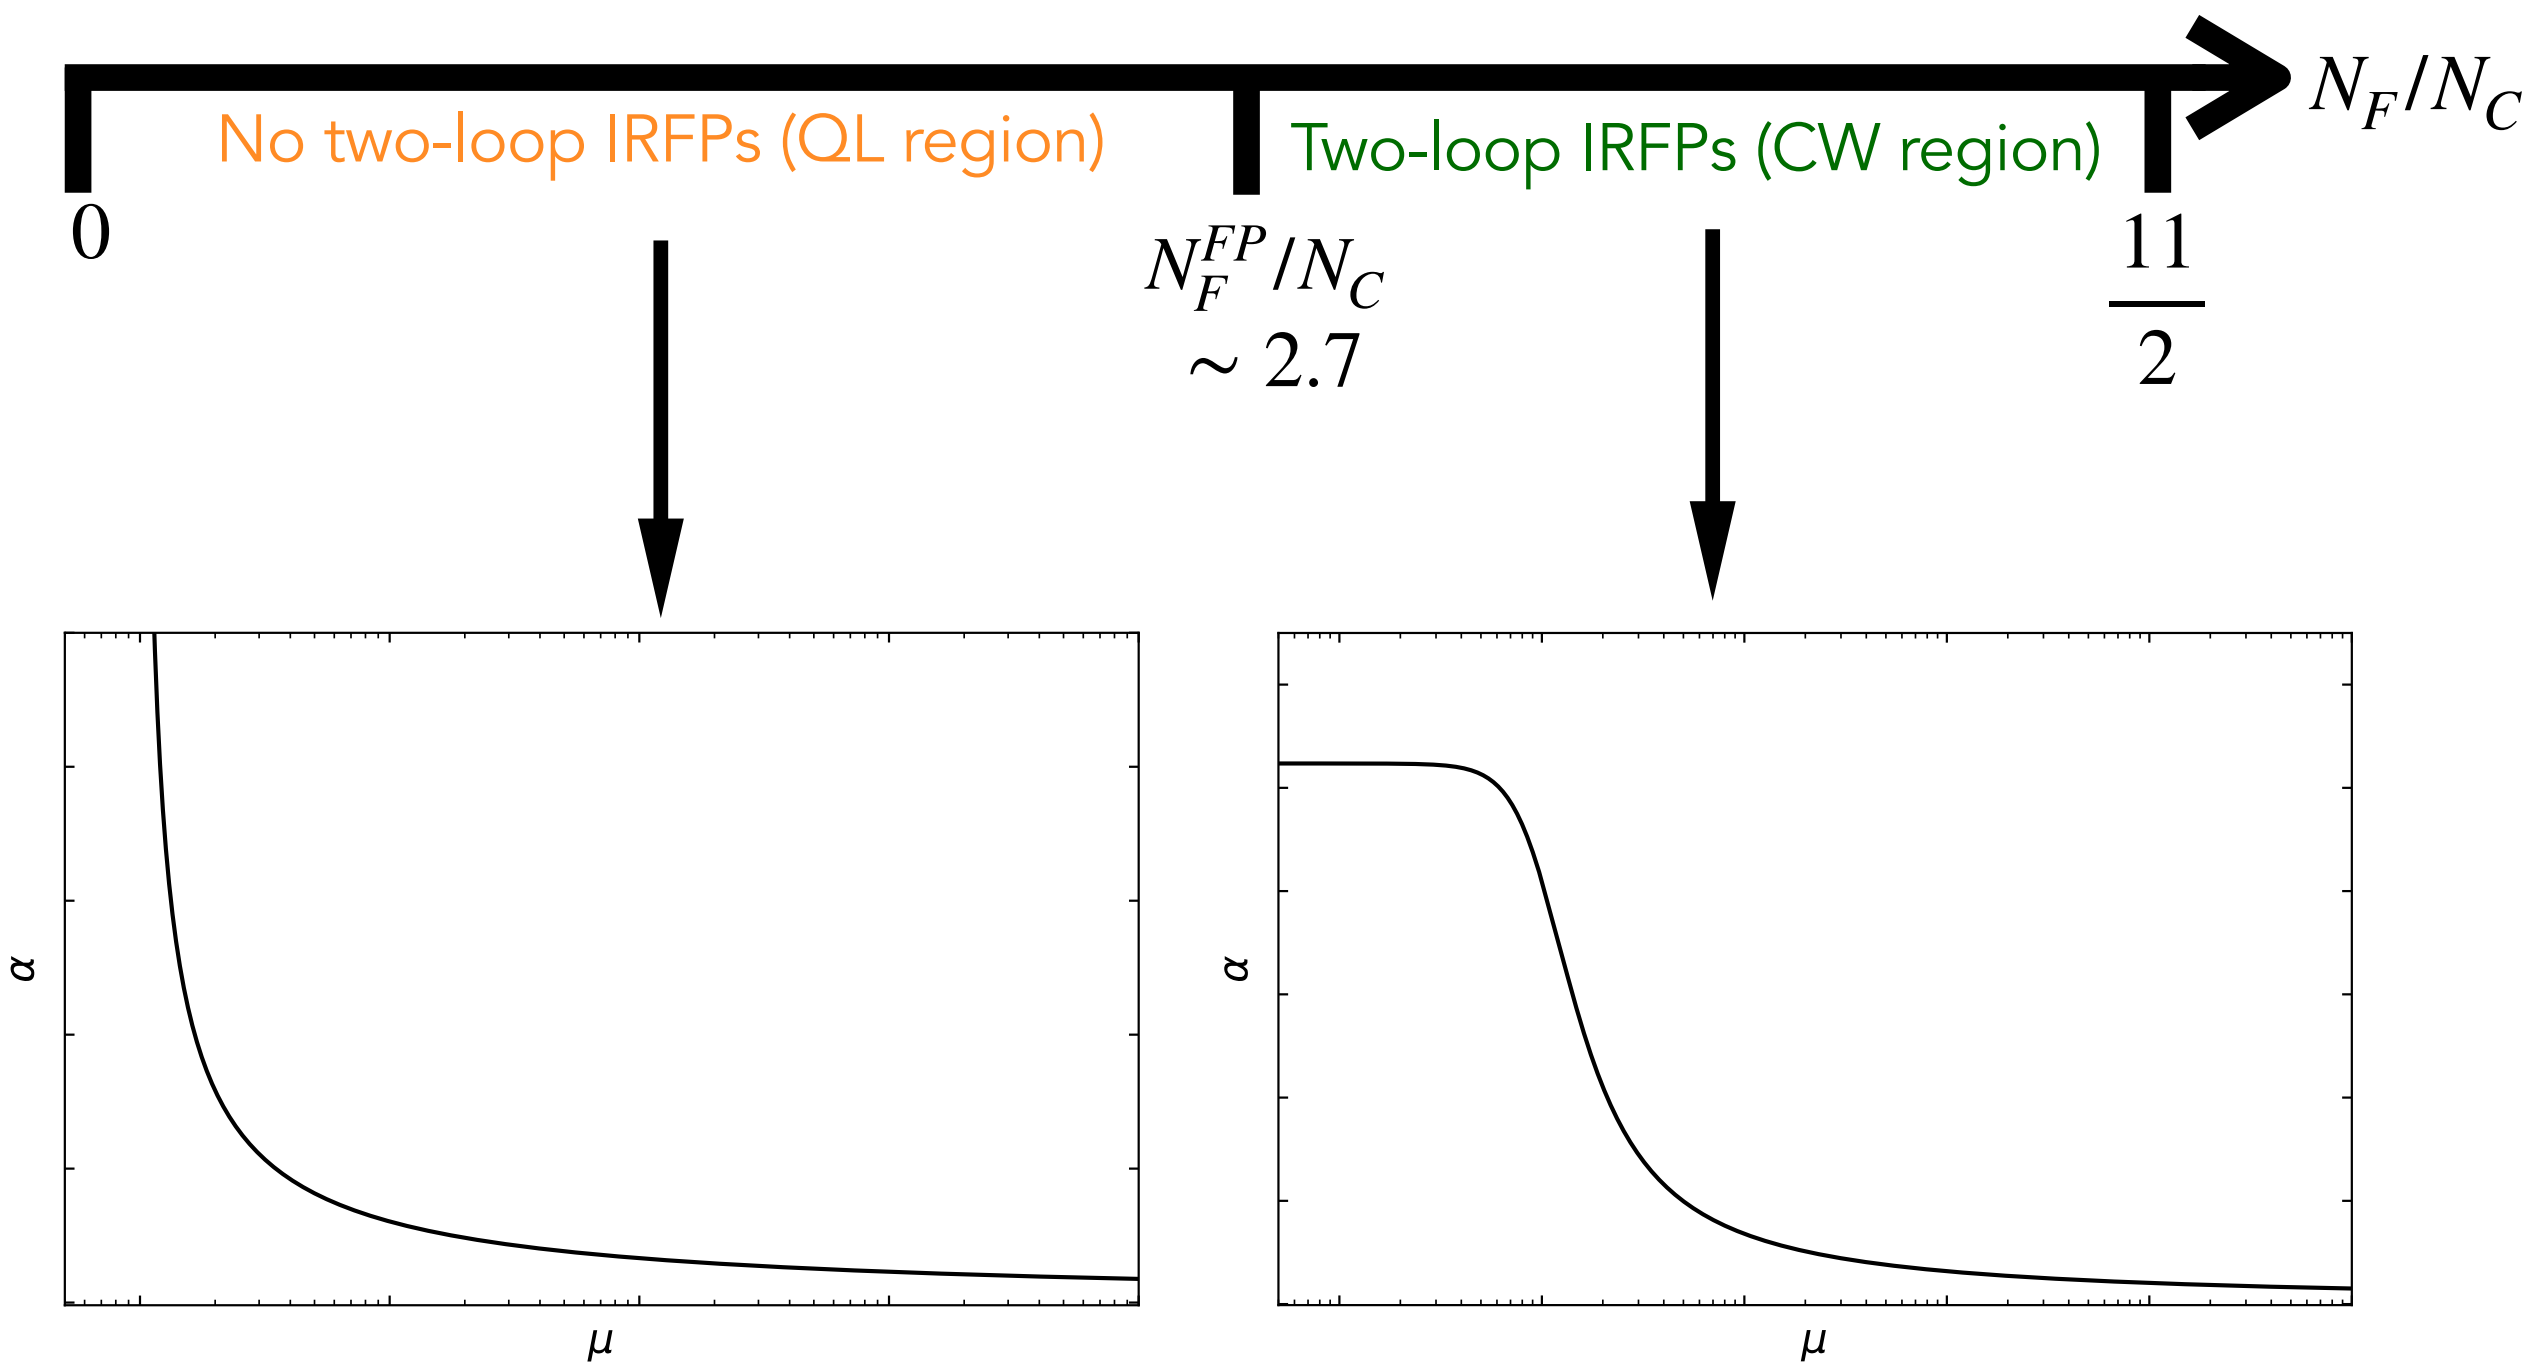 N_F/N_C
No two-loop IRFPs (QL region)
Two-loop IRFPs (CW region)
0
N_F^{FP}/N_C
~ 2.7
11
2
α
α
μ
μ